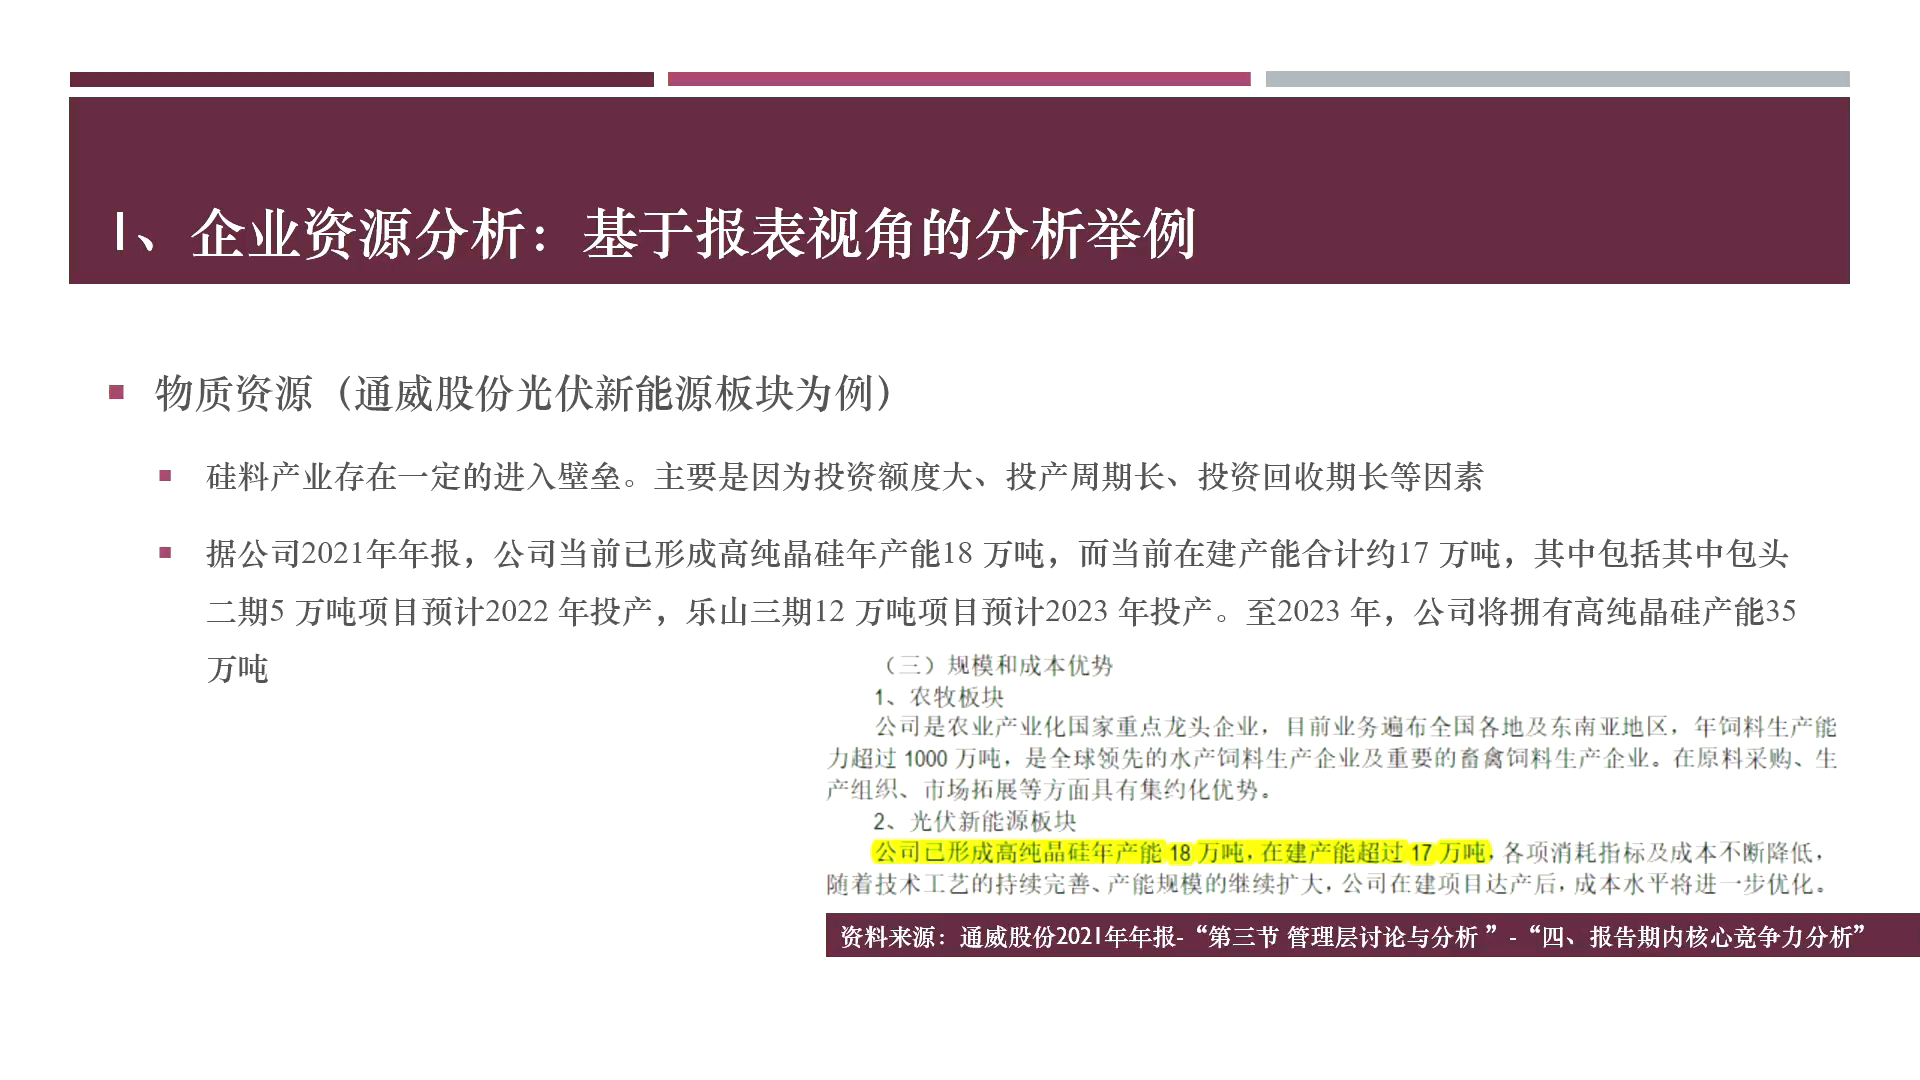 1、企业资源分析：基于报表视角的分析举例
物质资源（通威股份光伏新能源板块为例）
硅料产业存在一定的进入壁垒。主要是因为投资额度大、投产周期长、投资回收期长等因素
据公司2021年年报，公司当前已形成高纯晶硅年产能18 万吨，而当前在建产能合计约17 万吨，其中包括其中包头
二期5 万吨项目预计2022 年投产，乐山三期12 万吨项目预计2023 年投产。至2023 年，公司将拥有高纯晶硅产能35
万吨
（三）规模和成本优势
1、农牧板块
公司是农业产业化国家重点龙头企业，目前业务遍布全国各地及东南亚地区，年饲料生产能
力超过 1000 万吨，是全球领先的水产饲料生产企业及重要的畜禽饲料生产企业。在原料采购、生
产组织、市场拓展等方面具有集约化优势。
2、光伏新能源板块
公司已形成高纯晶硅年产能 18 万吨，在建产能超过 17 万吨，各项消耗指标及成本不断降低，
随着技术工艺的持续完善、产能规模的继续扩大，公司在建项目达产后，成本水平将进一步优化。
资料来源：通威股份2021年年报-“第三节 管理层讨论与分析 ”-“四、报告期内核心竞争力分析”